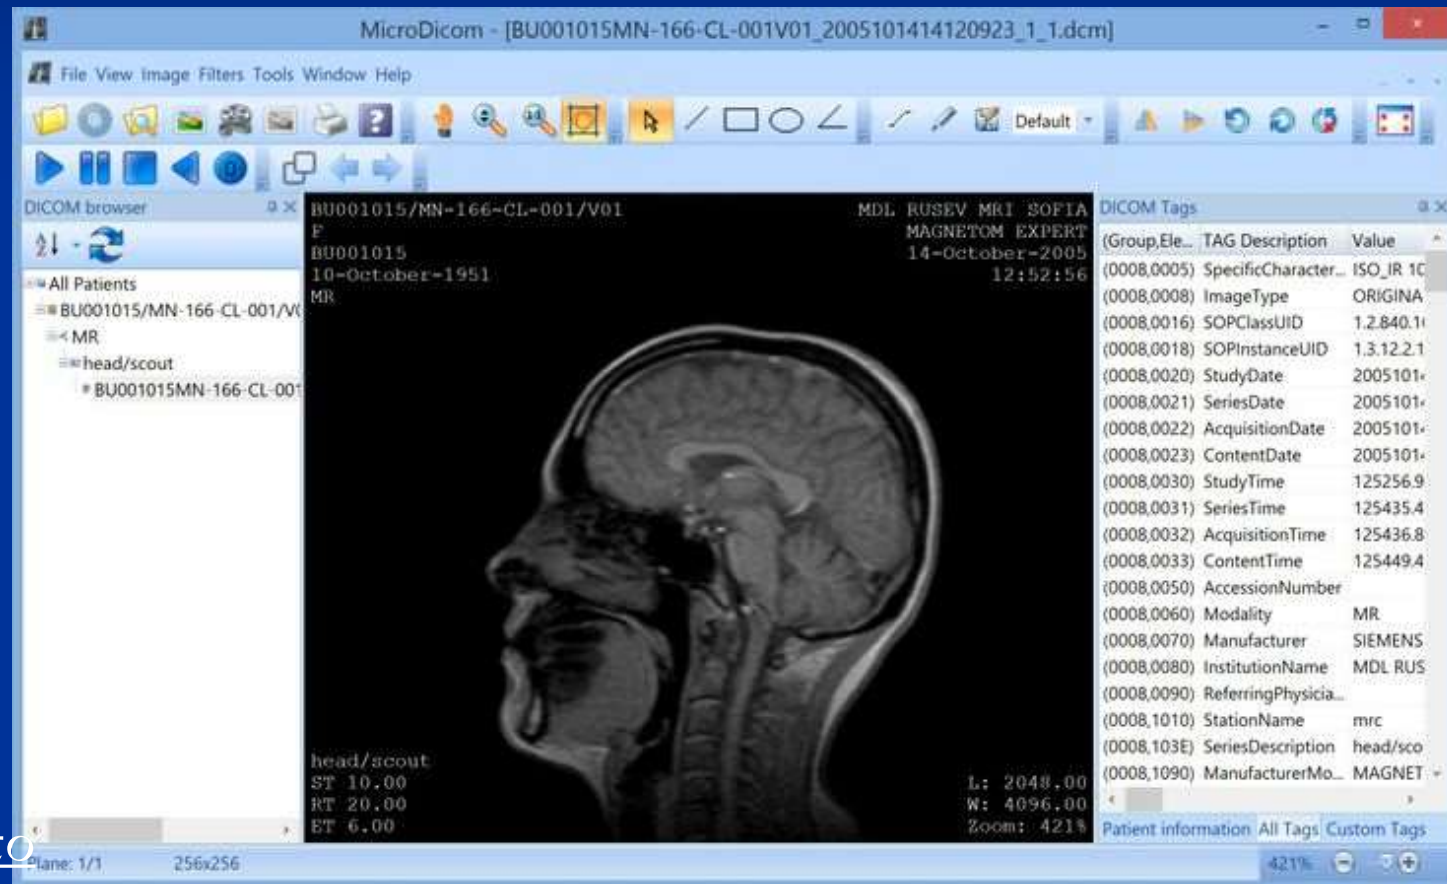 MicroDicom - [BU001015MN-166-CL-001V01_2005101414120923_1_1.dcm]
File View Image Filters Tools Window Help
Default
DICOM browser
All Patients
BU001015/MN-166-CL-001/V(
MR
head/scout
BU001015MN-166-CL-001
BU001015/MN-166-CL-001/V01
F
BU001015
10-October-1951
MR
MDL RUSEV MRI SOFIA
MAGNETOM EXPERT
14-October-2005
12:52:56
head/scout
ST 10.00
RT 20.00
ET 6.00
L: 2048.00
W: 4096.00
Zoom: 421%
DICOM Tags
(Group,Ele... TAG Description Value
(0008,0005) SpecificCharacter... ISO_IR 10
(0008,0008) ImageType ORIGINA
(0008,0016) SOPClassUID 1.2.840.1
(0008,0018) SOPInstanceUID 1.3.12.2.1
(0008,0020) StudyDate 2005101
(0008,0021) SeriesDate 2005101
(0008,0022) AcquisitionDate 2005101
(0008,0023) ContentDate 2005101
(0008,0030) StudyTime 125256.9
(0008,0031) SeriesTime 125435.4
(0008,0032) AcquisitionTime 125436.8
(0008,0033) ContentTime 125449.4
(0008,0050) AccessionNumber
(0008,0060) Modality MR
(0008,0070) Manufacturer SIEMENS
(0008,0080) InstitutionName MDL RUS
(0008,0090) ReferringPhysicia...
(0008,1010) StationName mrc
(0008,103E) SeriesDescription head/sco
(0008,1090) ManufacturerMo... MAGNET
Patient information All Tags Custom Tags
Plane: 1/1 256x256 421%